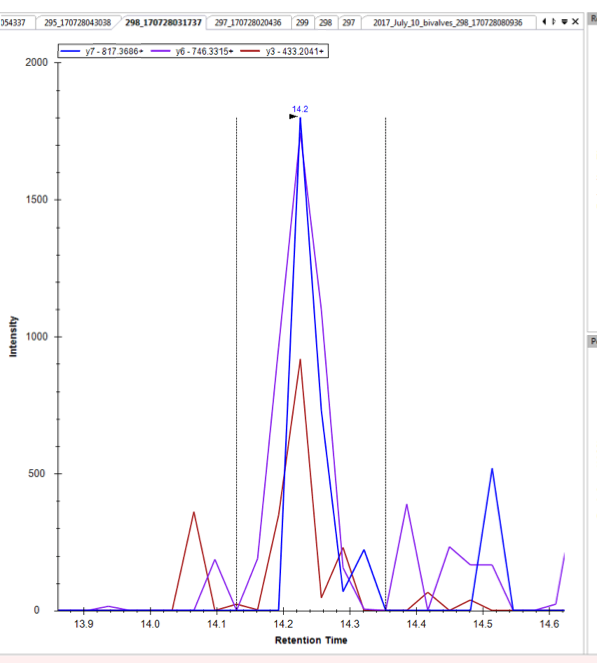 054337 295_170728043038 298_170728031737 297_170728020436 299 298 297 2017_July_10_bivalves_298_170728080936
y7 - 817.3686+ y6 - 746.3315+ y3 - 433.2041+
14.2
2000
1500
1000
500
0
Intensity
13.9 14.0 14.1 14.2 14.3 14.4 14.5 14.6
Retention Time